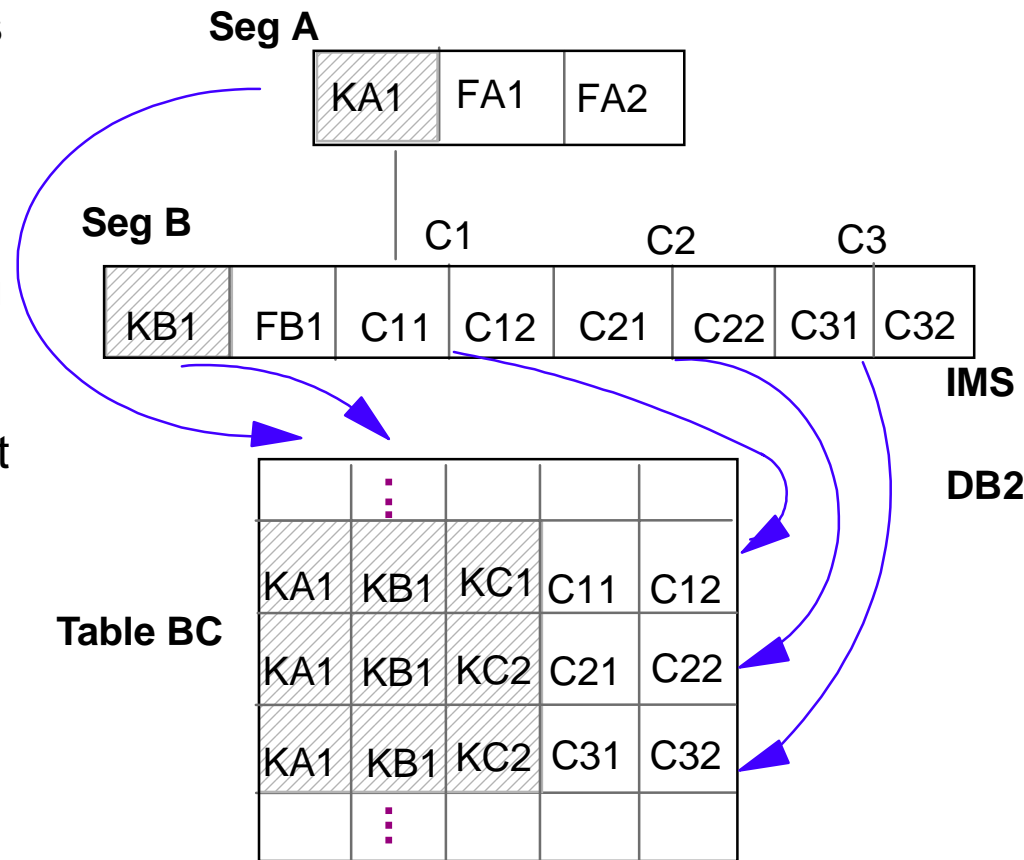 s
Seg A
KA1 FA1 FA2
Seg B
C1 C2 C3
KB1 FB1 C11 C12 C21 C22 C31 C32
IMS
t
DB2
KA1 KB1 KC1 C11 C12
Table BC
KA1 KB1 KC2 C21 C22
KA1 KB1 KC2 C31 C32